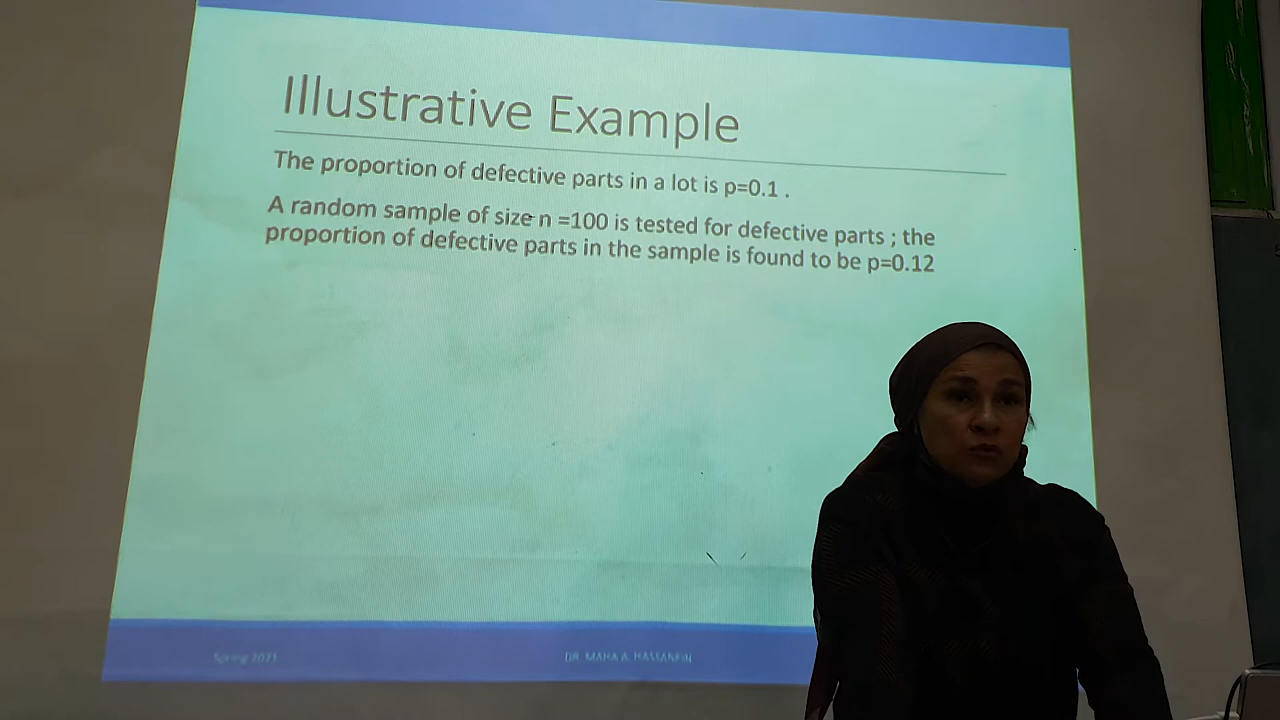 Illustrative Example
The proportion of defective parts in a lot is p=0.1 .
A random sample of size n =100 is tested for defective parts ; the
proportion of defective parts in the sample is found to be p=0.12
Spring 2021
DR. MAHA A. HASSANEIN